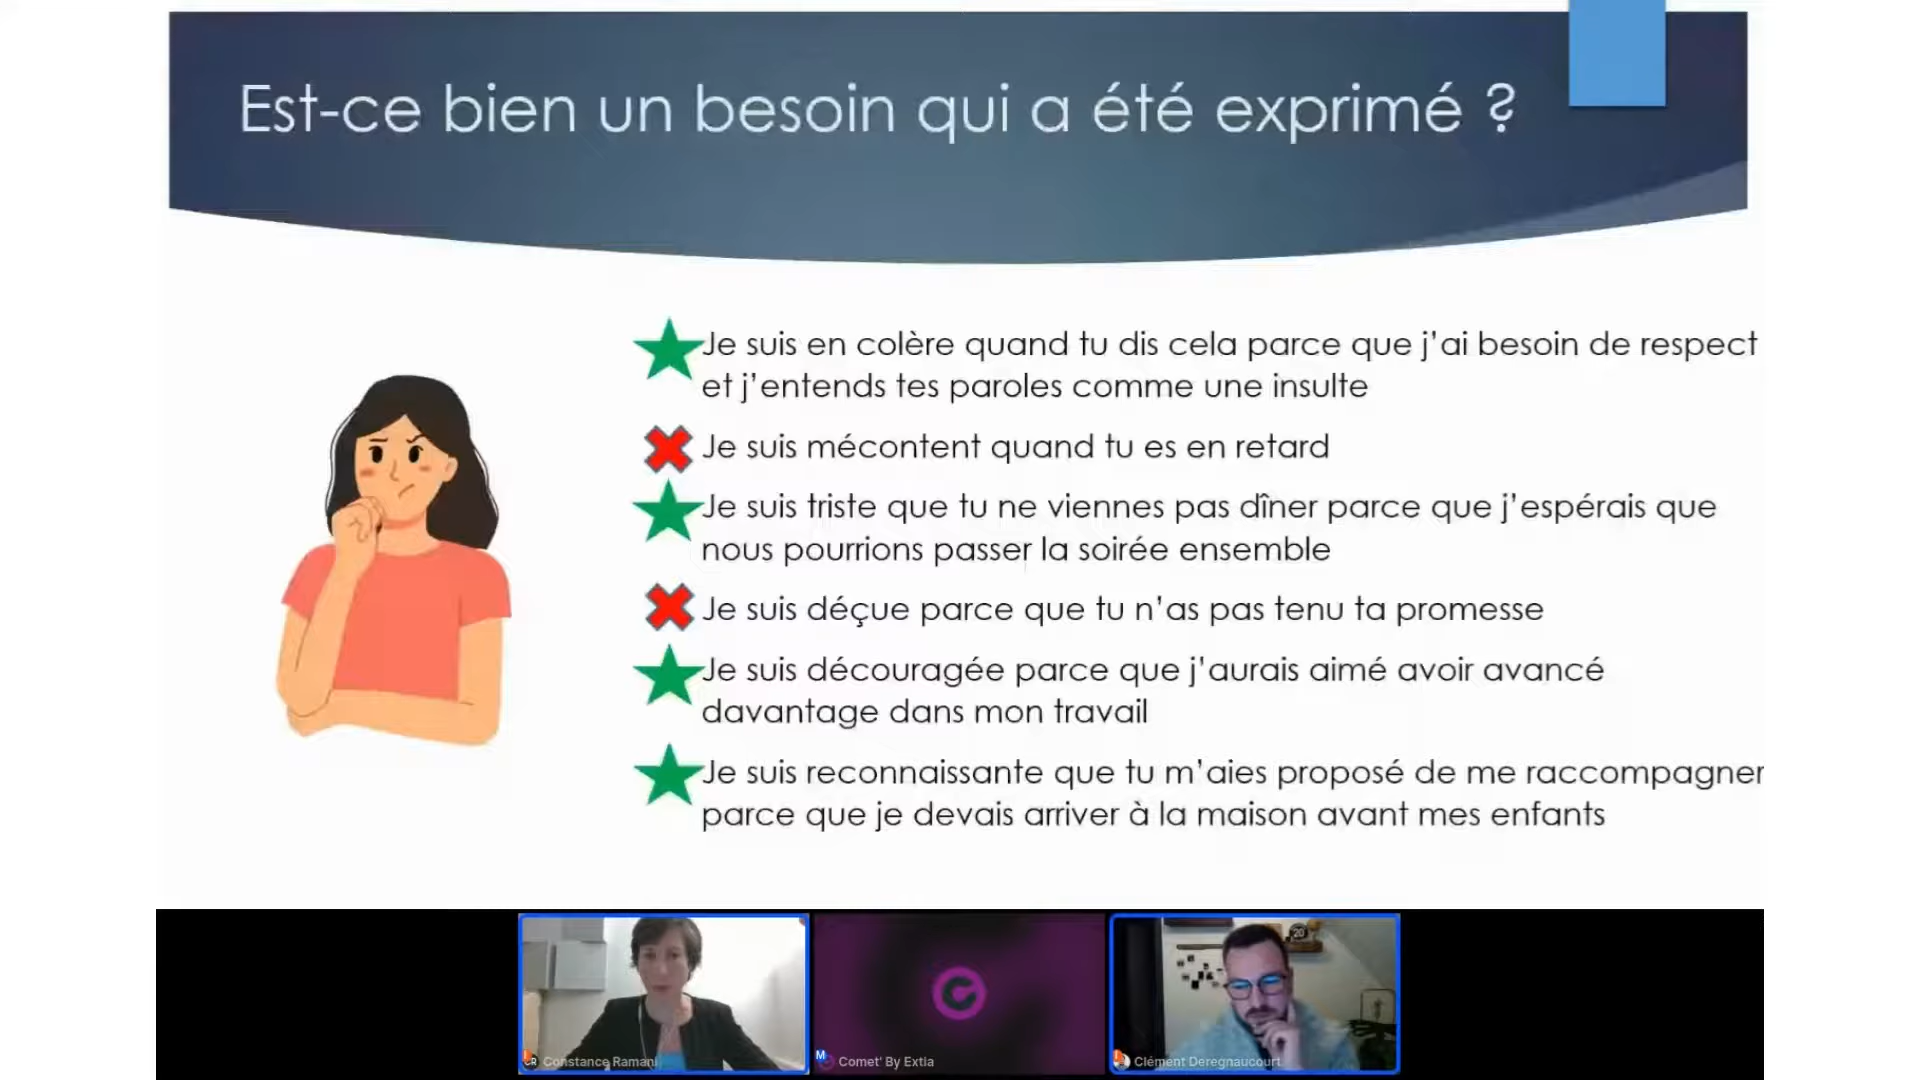 Est-ce bien un besoin qui a été exprimé ?
Je suis en colère quand tu dis cela parce que j'ai besoin de respect
et j'entends tes paroles comme une insulte
Je suis mécontent quand tu es en retard
Je suis triste que tu ne viennes pas dîner parce que j'espérais que
nous pourrions passer la soirée ensemble
Je suis déçue parce que tu n'as pas tenu ta promesse
Je suis découragée parce que j'aurais aimé avoir avancé
davantage dans mon travail
Je suis reconnaissante que tu m'aies proposé de me raccompagner
parce que je devais arriver à la maison avant mes enfants
20
CR Constance Ramani
M Comet' By Extia
Clément Deregnaucourt